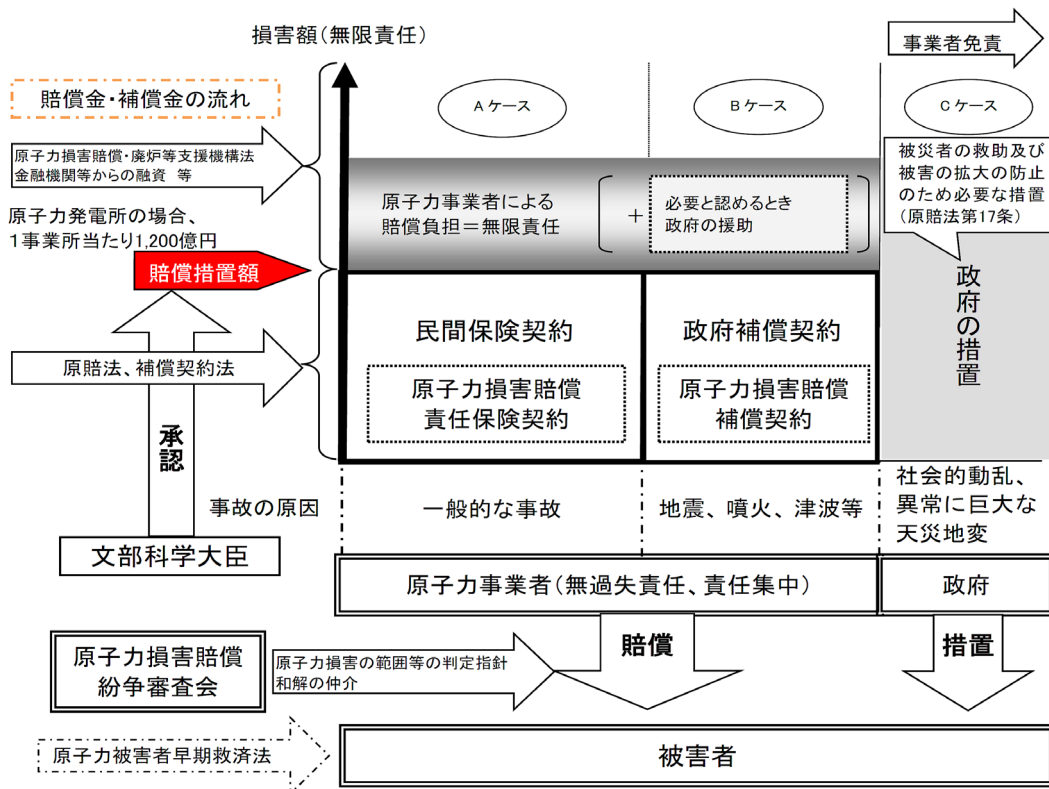 損害額(無限責任)
事業者免責
賠償金・補償金の流れ
Aケース
Bケース
Cケース
原子力損害賠償・廃炉等支援機構法
金融機関等からの融資 等
被災者の救助及び
被害の拡大の防止
のため必要な措置
(原賠法第17条)
原子力事業者による
賠償負担=無限責任
+
必要と認めるとき
政府の援助
原子力発電所の場合、
1事業所当たり1,200億円
賠償措置額
政府の措置
民間保険契約
政府補償契約
原賠法、補償契約法
原子力損害賠償
責任保険契約
原子力損害賠償
補償契約
承認
事故の原因
一般的な事故
地震、噴火、津波等
社会的動乱、
異常に巨大な
天災地変
文部科学大臣
原子力事業者(無過失責任、責任集中)
政府
賠償
措置
原子力損害賠償
紛争審査会
原子力損害の範囲等の判定指針
和解の仲介
原子力被害者早期救済法
被害者